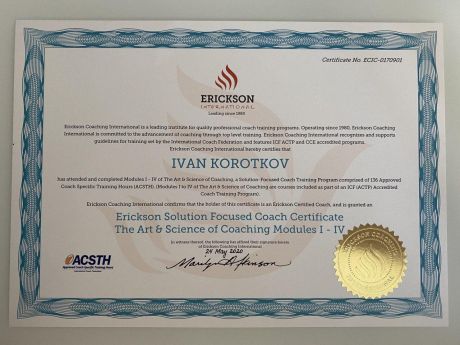 Certificate No. ECIC-0170901
ERICKSON
INTERNATIONAL
Leading since 1980
Erickson Coaching International is a leading institute for quality professional coach training programs. Operating since 1980, Erickson Coaching
International is committed to the advancement of coaching through top level training. Erickson Coaching International recognizes and supports
guidelines for training set by the International Coach Federation and features ICF ACTP and CCE accredited programs.
Erickson Coaching International hereby certifies that
IVAN KOROTKOV
has attended and completed Modules I - IV of The Art & Science of Coaching, a Solution-Focused Coach Training Program comprised of 136 Approved
Coach Specific Training Hours (ACSTH). (Modules I to IV of The Art & Science of Coaching are courses included as part of an ICF (ACTP) Accredited
Coach Training Program).
Erickson Coaching International confirms that the holder of this certificate is an Erickson Certified Coach, and is granted an
Erickson Solution Focused Coach Certificate
The Art & Science of Coaching Modules I - IV
In witness thereof, the following has affixed their signature hereto
of Erickson Coaching International
24 May 2020
Marilyn Atkinson
ACSTH
Approved Coach Specific Training Hours
International Coach Federation